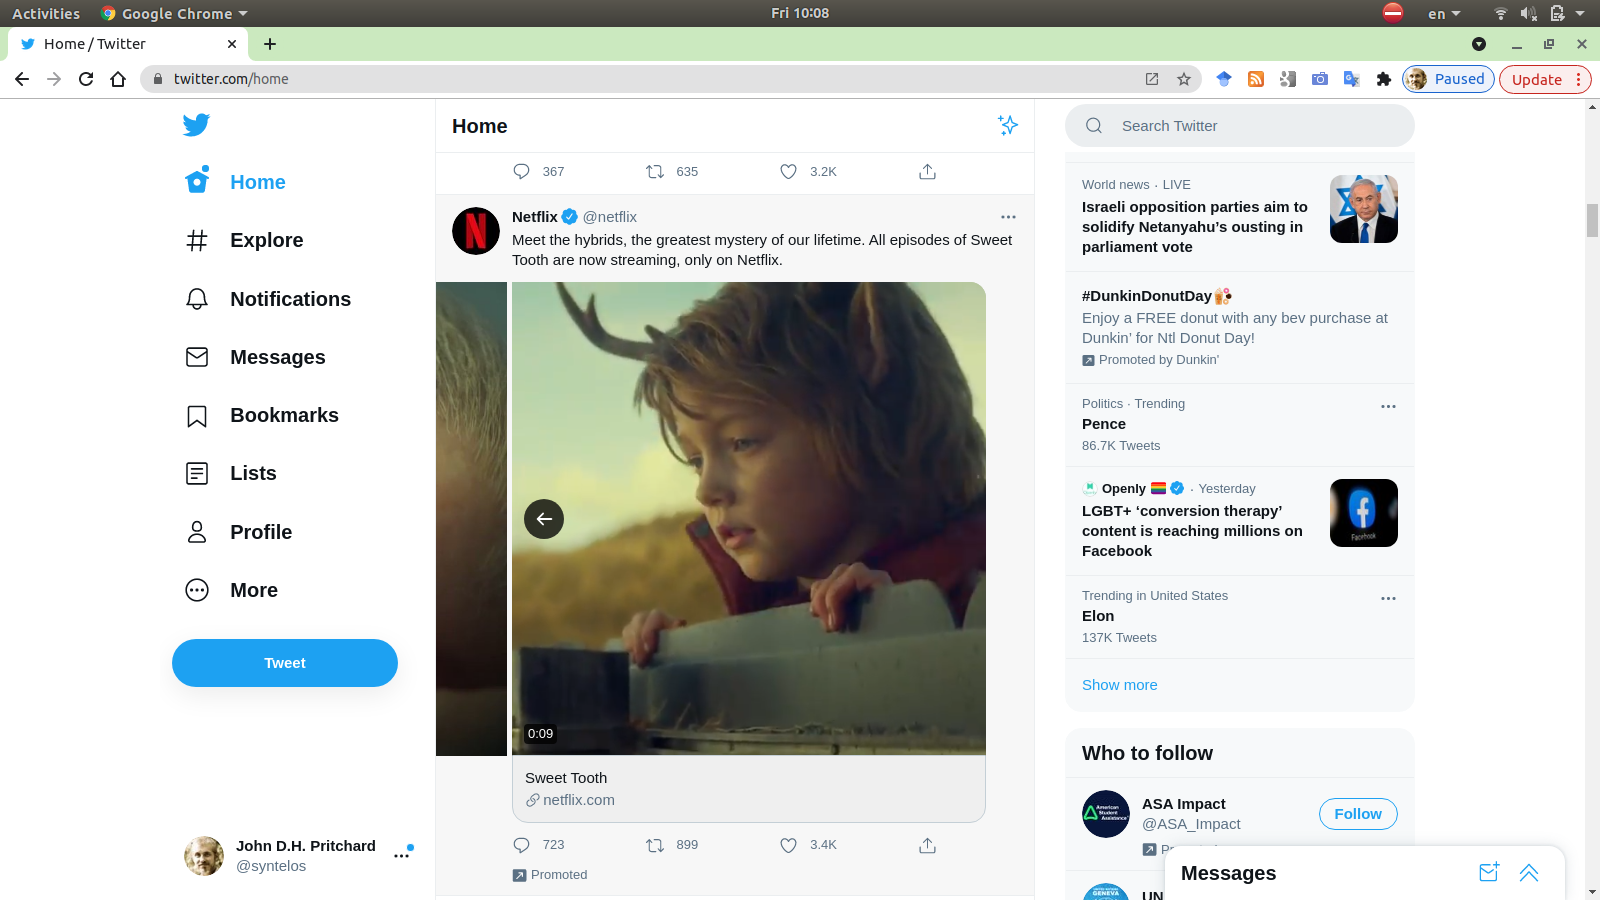 Activities
Google Chrome
Fri 10:08
en
Home / Twitter
twitter.com/home
Paused
Update
Home
Explore
Notifications
Messages
Bookmarks
Lists
Profile
More
Tweet
John D.H. Pritchard
@syntelos
Home
367 635 3.2K
Netflix @netflix
Meet the hybrids, the greatest mystery of our lifetime. All episodes of Sweet
Tooth are now streaming, only on Netflix.
0:09
Sweet Tooth
netflix.com
723 899 3.4K
Promoted
Search Twitter
World news · LIVE
Israeli opposition parties aim to
solidify Netanyahu’s ousting in
parliament vote
#DunkinDonutDay
Enjoy a FREE donut with any bev purchase at
Dunkin’ for Ntl Donut Day!
Promoted by Dunkin'
Politics · Trending
Pence
86.7K Tweets
Openly · Yesterday
LGBT+ ‘conversion therapy’
content is reaching millions on
Facebook
Facebook
Trending in United States
Elon
137K Tweets
Show more
Who to follow
American
Student
Assistance
ASA Impact
@ASA_Impact
Follow
UN
GENEVA
Messages